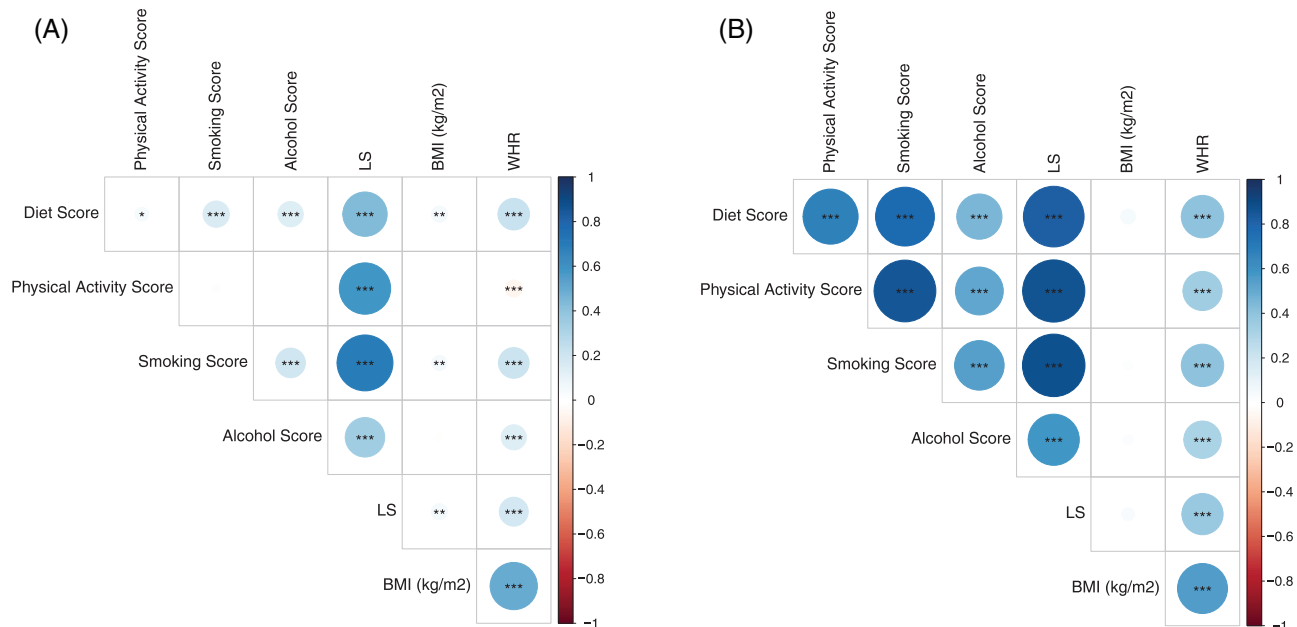 (A)
Physical Activity Score
Smoking Score
Alcohol Score
LS
BMI (kg/m2)
WHR
Diet Score
* *** *** *** ** ***
Physical Activity Score
*** ***
Smoking Score
*** *** ** ***
Alcohol Score
*** ***
LS
** ***
BMI (kg/m2)
***
1
0.8
0.6
0.4
0.2
0
−0.2
−0.4
−0.6
−0.8
−1
(B)
Physical Activity Score
Smoking Score
Alcohol Score
LS
BMI (kg/m2)
WHR
Diet Score
*** *** *** *** ***
Physical Activity Score
*** *** *** ***
Smoking Score
*** *** ***
Alcohol Score
*** ***
LS
***
BMI (kg/m2)
***
1
0.8
0.6
0.4
0.2
0
−0.2
−0.4
−0.6
−0.8
−1